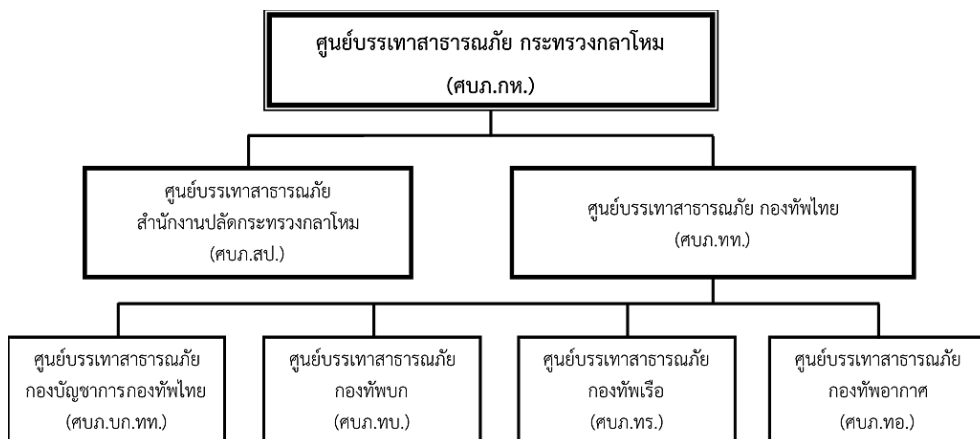 ศูนย์บรรเทาสาธารณภัย กระทรวงกลาโหม
(ศบภ.กห.)
ศูนย์บรรเทาสาธารณภัย
สำนักงานปลัดกระทรวงกลาโหม
(ศบภ.สป.)
ศูนย์บรรเทาสาธารณภัย กองทัพไทย
(ศบภ.ทท.)
ศูนย์บรรเทาสาธารณภัย
กองบัญชาการกองทัพไทย
(ศบภ.บก.ทท.)
ศูนย์บรรเทาสาธารณภัย
กองทัพบก
(ศบภ.ทบ.)
ศูนย์บรรเทาสาธารณภัย
กองทัพเรือ
(ศบภ.ทร.)
ศูนย์บรรเทาสาธารณภัย
กองทัพอากาศ
(ศบภ.ทอ.)